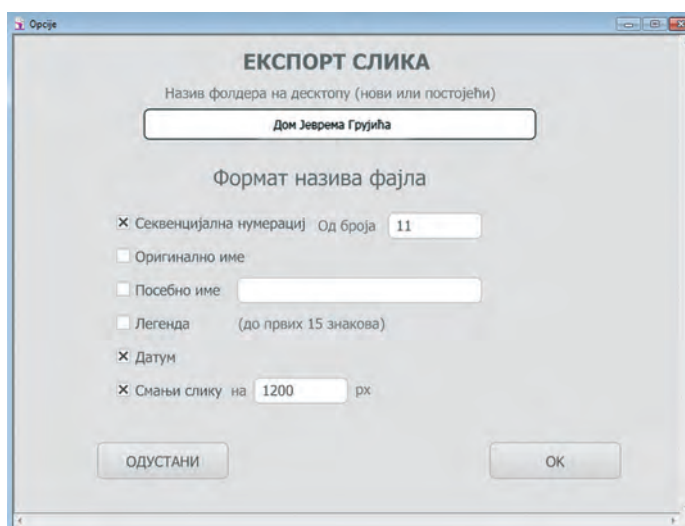 Opcije
ЕКСПОРТ СЛИКА
Назив фолдера на десктопу (нови или постојећи)
Дом Јеврема Грујића
Формат назива фајла
Секвенцијална нумерациј Од броја 11
Оригинално име
Посебно име
Легенда (до првих 15 знакова)
Датум
Смањи слику на 1200 px
ОДУСТАНИ OK